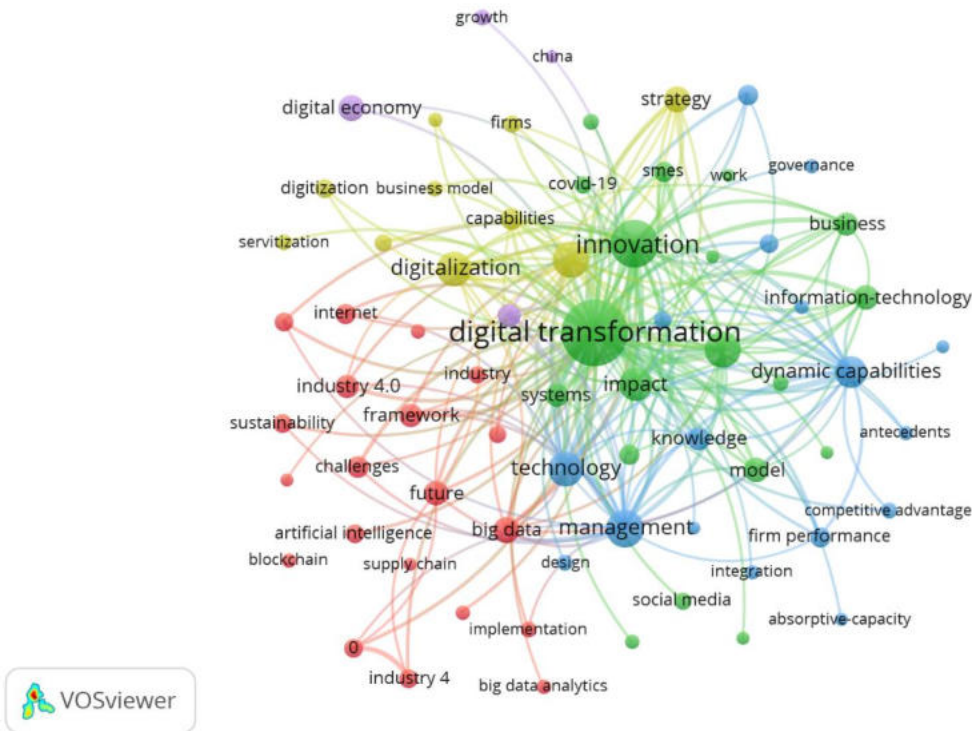 growth
china
digital economy
strategy
firms
governance
covid-19
smes
work
digitization
business model
capabilities
business
servitization
innovation
digitalization
information-technology
internet
digital transformation
industry
dynamic capabilities
industry 4.0
systems
impact
sustainability
framework
knowledge
antecedents
challenges
technology
model
future
competitive advantage
artificial intelligence
big data
management
firm performance
blockchain
supply chain
design
integration
social media
absorptive-capacity
implementation
0
industry 4
big data analytics
VOSviewer